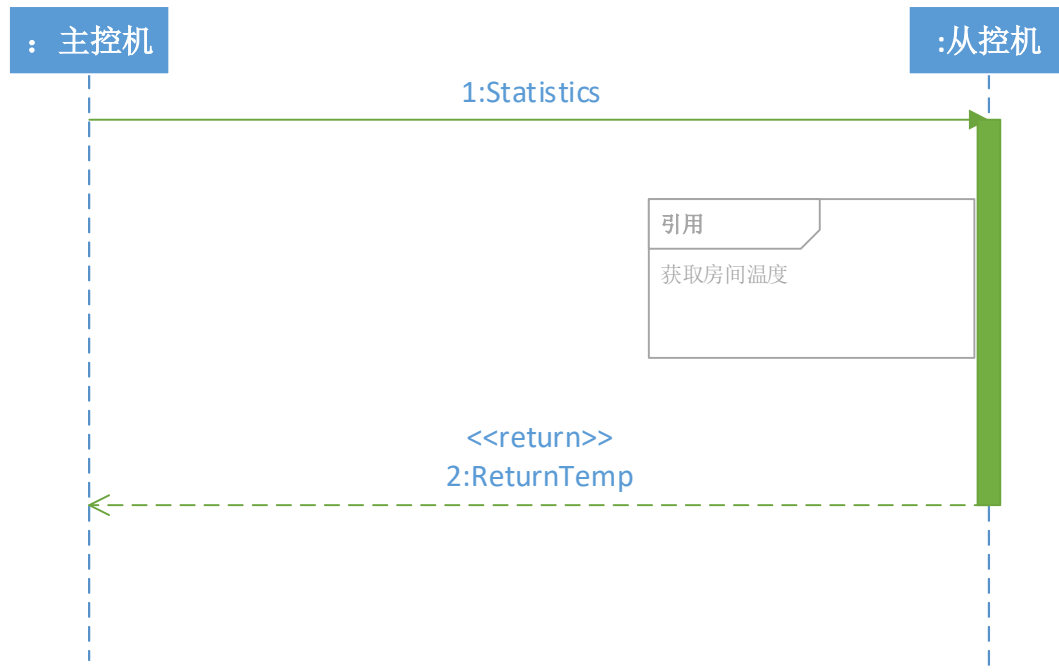 ：主控机
:从控机
1:Statistics
引用
获取房间温度
<<return>>
2:ReturnTemp